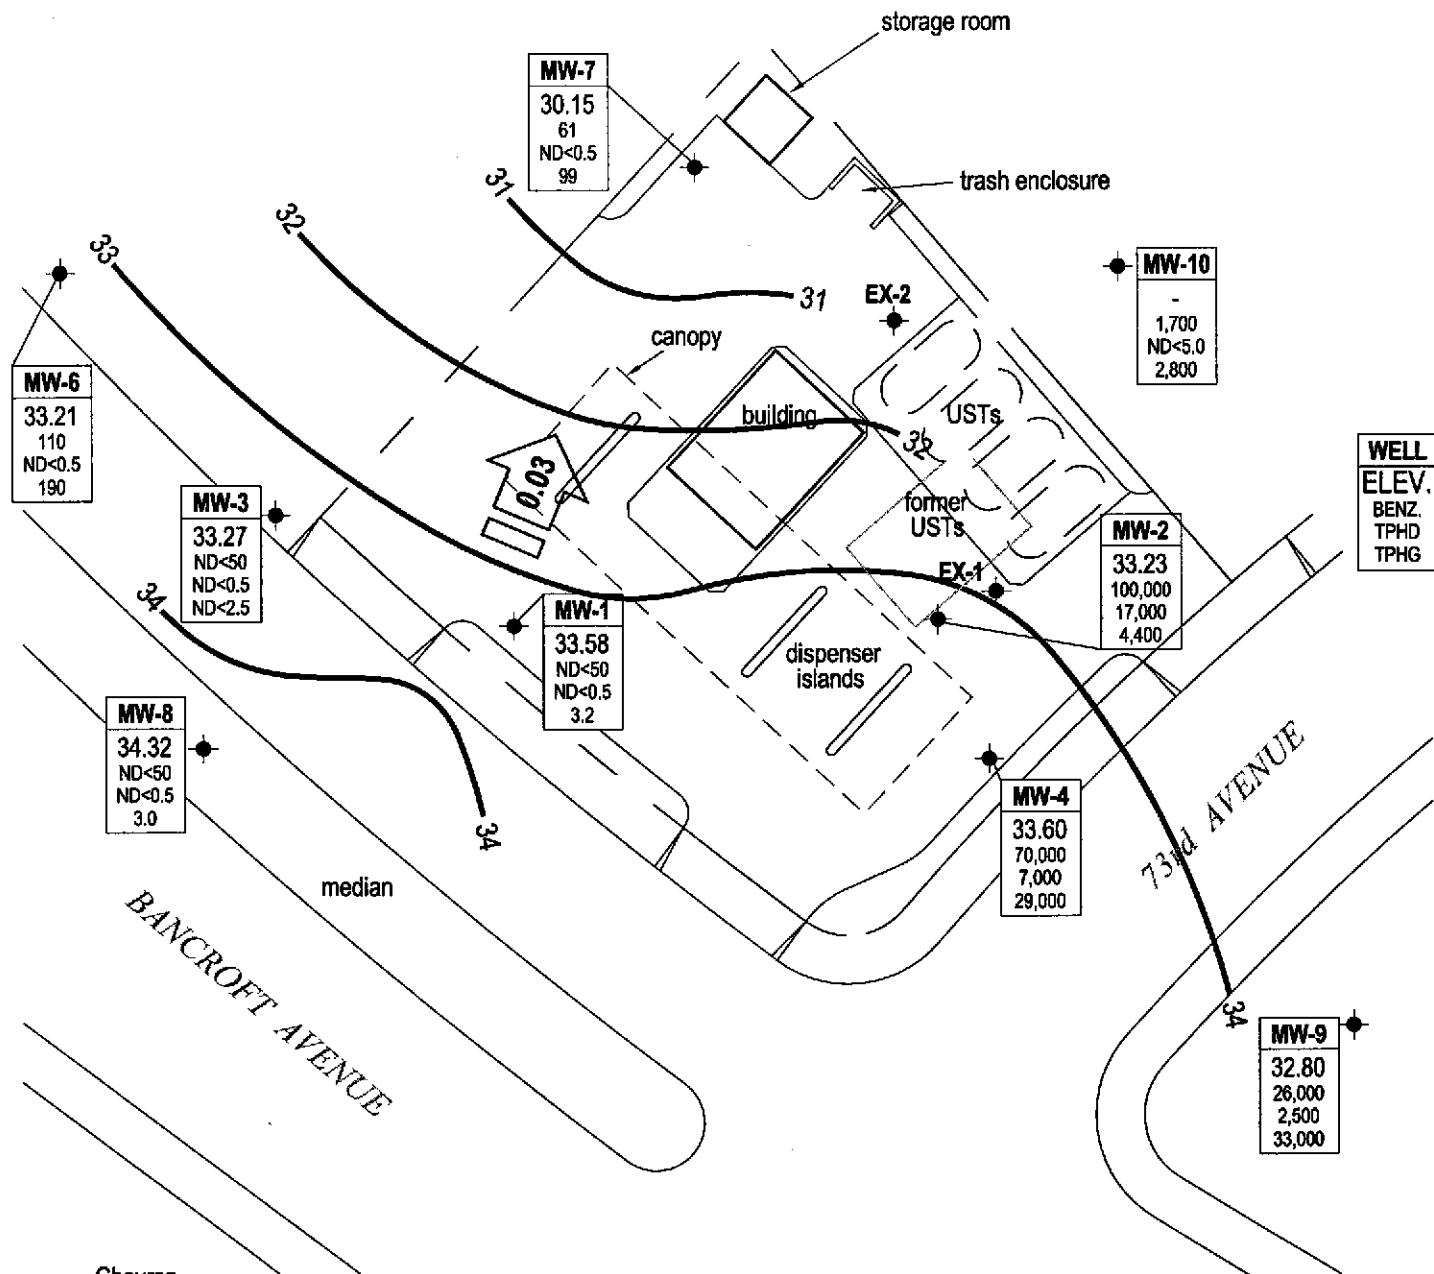 storage room
MW-7
30.15
61
ND<0.5
99
trash enclosure
31
32
33
MW-10
-
1,700
ND<5.0
2,800
31
EX-2
canopy
MW-6
33.21
110
ND<0.5
190
building
USTs
32
WELL
ELEV.
BENZ.
TPHD
TPHG
0.03
MW-3
33.27
ND<50
ND<0.5
ND<2.5
former
USTs
MW-2
33.23
100,000
17,000
4,400
EX-1
34
MW-1
33.58
ND<50
ND<0.5
3.2
dispenser
islands
MW-8
34.32
ND<50
ND<0.5
3.0
73rd AVENUE
MW-4
33.60
70,000
7,000
29,000
34
median
BANCROFT AVENUE
34
MW-9
32.80
26,000
2,500
33,000